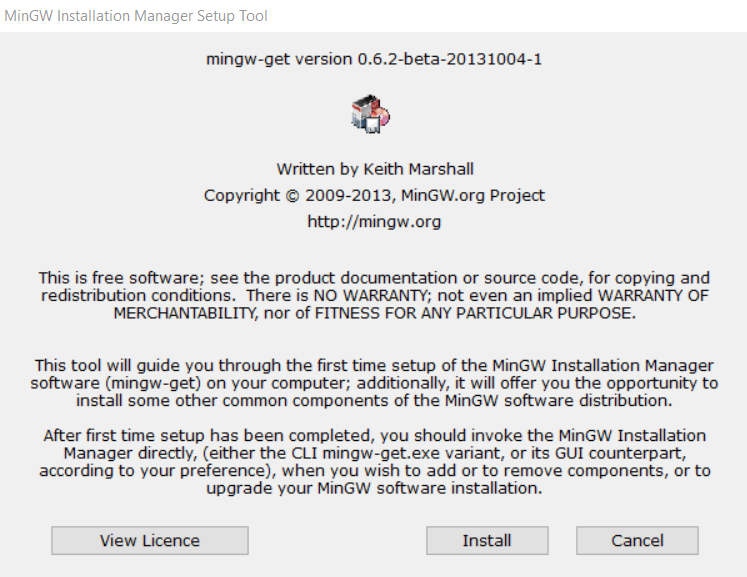 MinGW Installation Manager Setup Tool
mingw-get version 0.6.2-beta-20131004-1
Written by Keith Marshall
Copyright © 2009-2013, MinGW.org Project
http://mingw.org
This is free software; see the product documentation or source code, for copying and
redistribution conditions.  There is NO WARRANTY; not even an implied WARRANTY OF
MERCHANTABILITY, nor of FITNESS FOR ANY PARTICULAR PURPOSE.
This tool will guide you through the first time setup of the MinGW Installation Manager
software (mingw-get) on your computer; additionally, it will offer you the opportunity to
install some other common components of the MinGW software distribution.
After first time setup has been completed, you should invoke the MinGW Installation
Manager directly, (either the CLI mingw-get.exe variant, or its GUI counterpart,
according to your preference), when you wish to add or to remove components, or to
upgrade your MinGW software installation.
View Licence
Install
Cancel